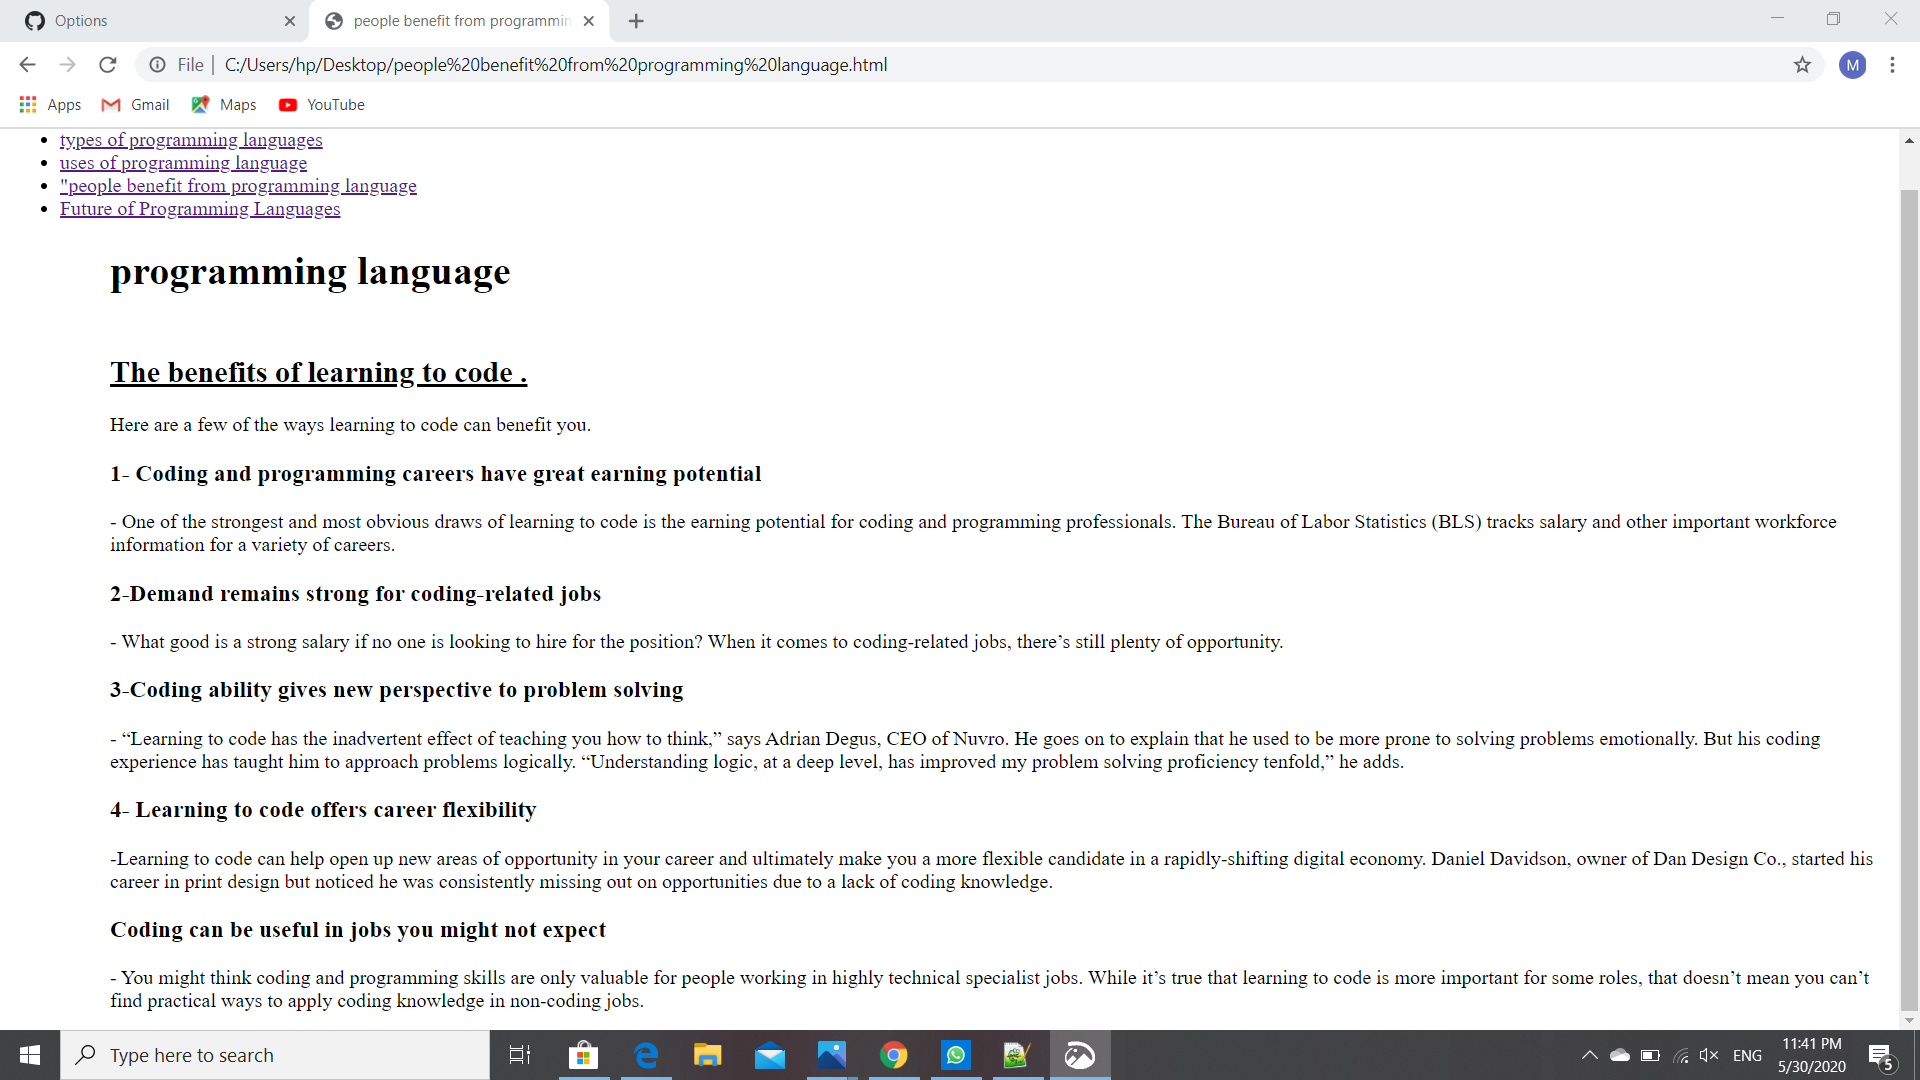 Options
people benefit from programmin
File | C:/Users/hp/Desktop/people%20benefit%20from%20programming%20language.html
M
Apps Gmail Maps YouTube
• types of programming languages
• uses of programming language
• "people benefit from programming language
• Future of Programming Languages
programming language
The benefits of learning to code .
Here are a few of the ways learning to code can benefit you.
1- Coding and programming careers have great earning potential
- One of the strongest and most obvious draws of learning to code is the earning potential for coding and programming professionals. The Bureau of Labor Statistics (BLS) tracks salary and other important workforce
information for a variety of careers.
2-Demand remains strong for coding-related jobs
- What good is a strong salary if no one is looking to hire for the position? When it comes to coding-related jobs, there’s still plenty of opportunity.
3-Coding ability gives new perspective to problem solving
- “Learning to code has the inadvertent effect of teaching you how to think,” says Adrian Degus, CEO of Nuvro. He goes on to explain that he used to be more prone to solving problems emotionally. But his coding
experience has taught him to approach problems logically. “Understanding logic, at a deep level, has improved my problem solving proficiency tenfold,” he adds.
4- Learning to code offers career flexibility
-Learning to code can help open up new areas of opportunity in your career and ultimately make you a more flexible candidate in a rapidly-shifting digital economy. Daniel Davidson, owner of Dan Design Co., started his
career in print design but noticed he was consistently missing out on opportunities due to a lack of coding knowledge.
Coding can be useful in jobs you might not expect
- You might think coding and programming skills are only valuable for people working in highly technical specialist jobs. While it’s true that learning to code is more important for some roles, that doesn’t mean you can’t
find practical ways to apply coding knowledge in non-coding jobs.
Type here to search
ENG
11:41 PM
5/30/2020
5